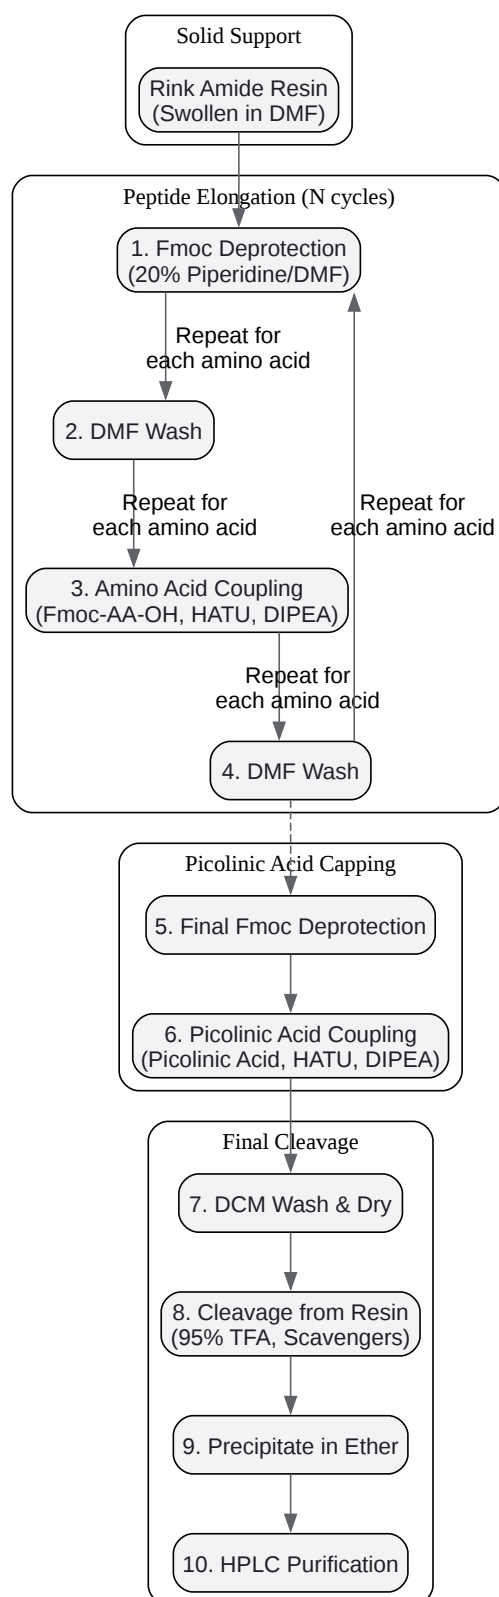 Solid Support
Rink Amide Resin
(Swollen in DMF)
Peptide Elongation (N cycles)
1. Fmoc Deprotection
(20% Piperidine/DMF)
Repeat for
each amino acid
2. DMF Wash
Repeat for
each amino acid
Repeat for
each amino acid
3. Amino Acid Coupling
(Fmoc-AA-OH, HATU, DIPEA)
Repeat for
each amino acid
4. DMF Wash
Picolinic Acid Capping
5. Final Fmoc Deprotection
6. Picolinic Acid Coupling
(Picolinic Acid, HATU, DIPEA)
Final Cleavage
7. DCM Wash & Dry
8. Cleavage from Resin
(95% TFA, Scavengers)
9. Precipitate in Ether
10. HPLC Purification